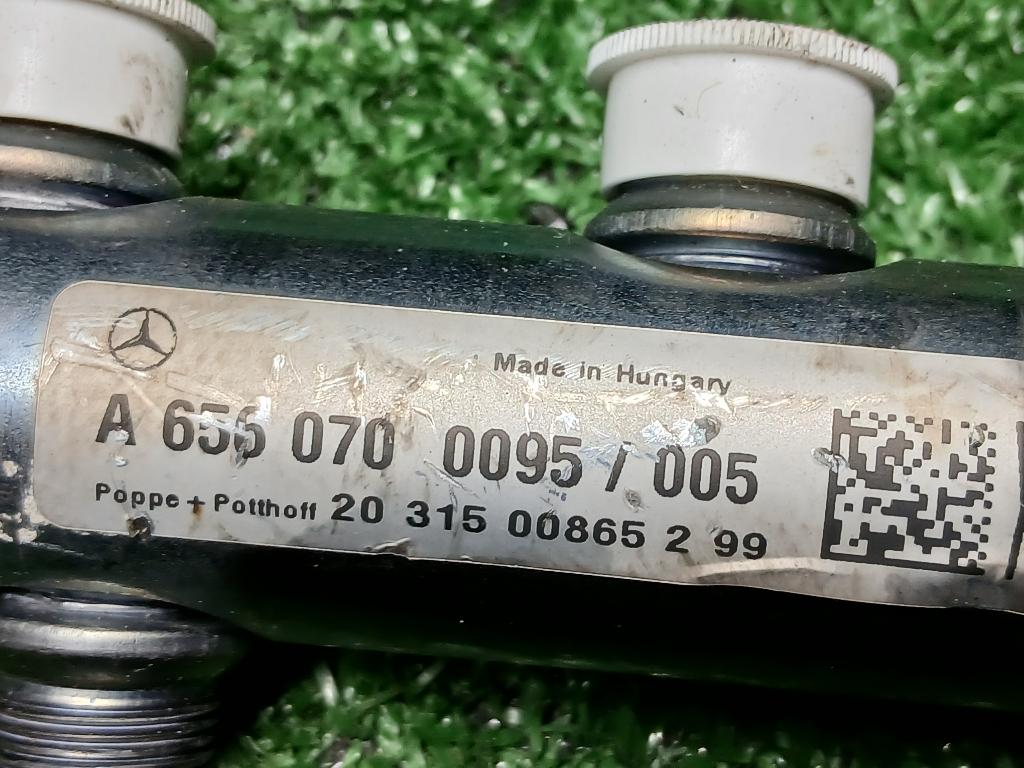 Made in Hungary
A 656 070 0095 / 005
Poppe + Potthoff 20 315 00865 2 99